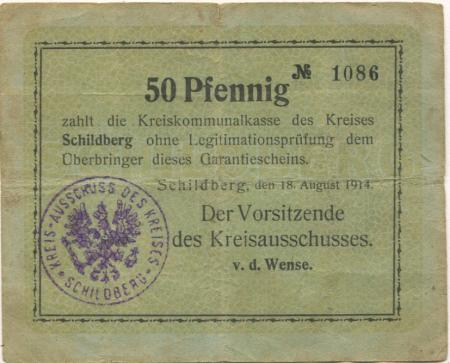 № 1086
50 Pfennig
zahlt die Kreiskommunalkasse des Kreises
Schildberg ohne Legitimationsprüfung dem
Überbringer dieses Garantiescheins.
Schildberg, den 18. August 1914.
Der Vorsitzende
des Kreisausschusses.
v. d. Wense.
KREIS-AUSSCHUSS DES KREISES
SCHILDBERG